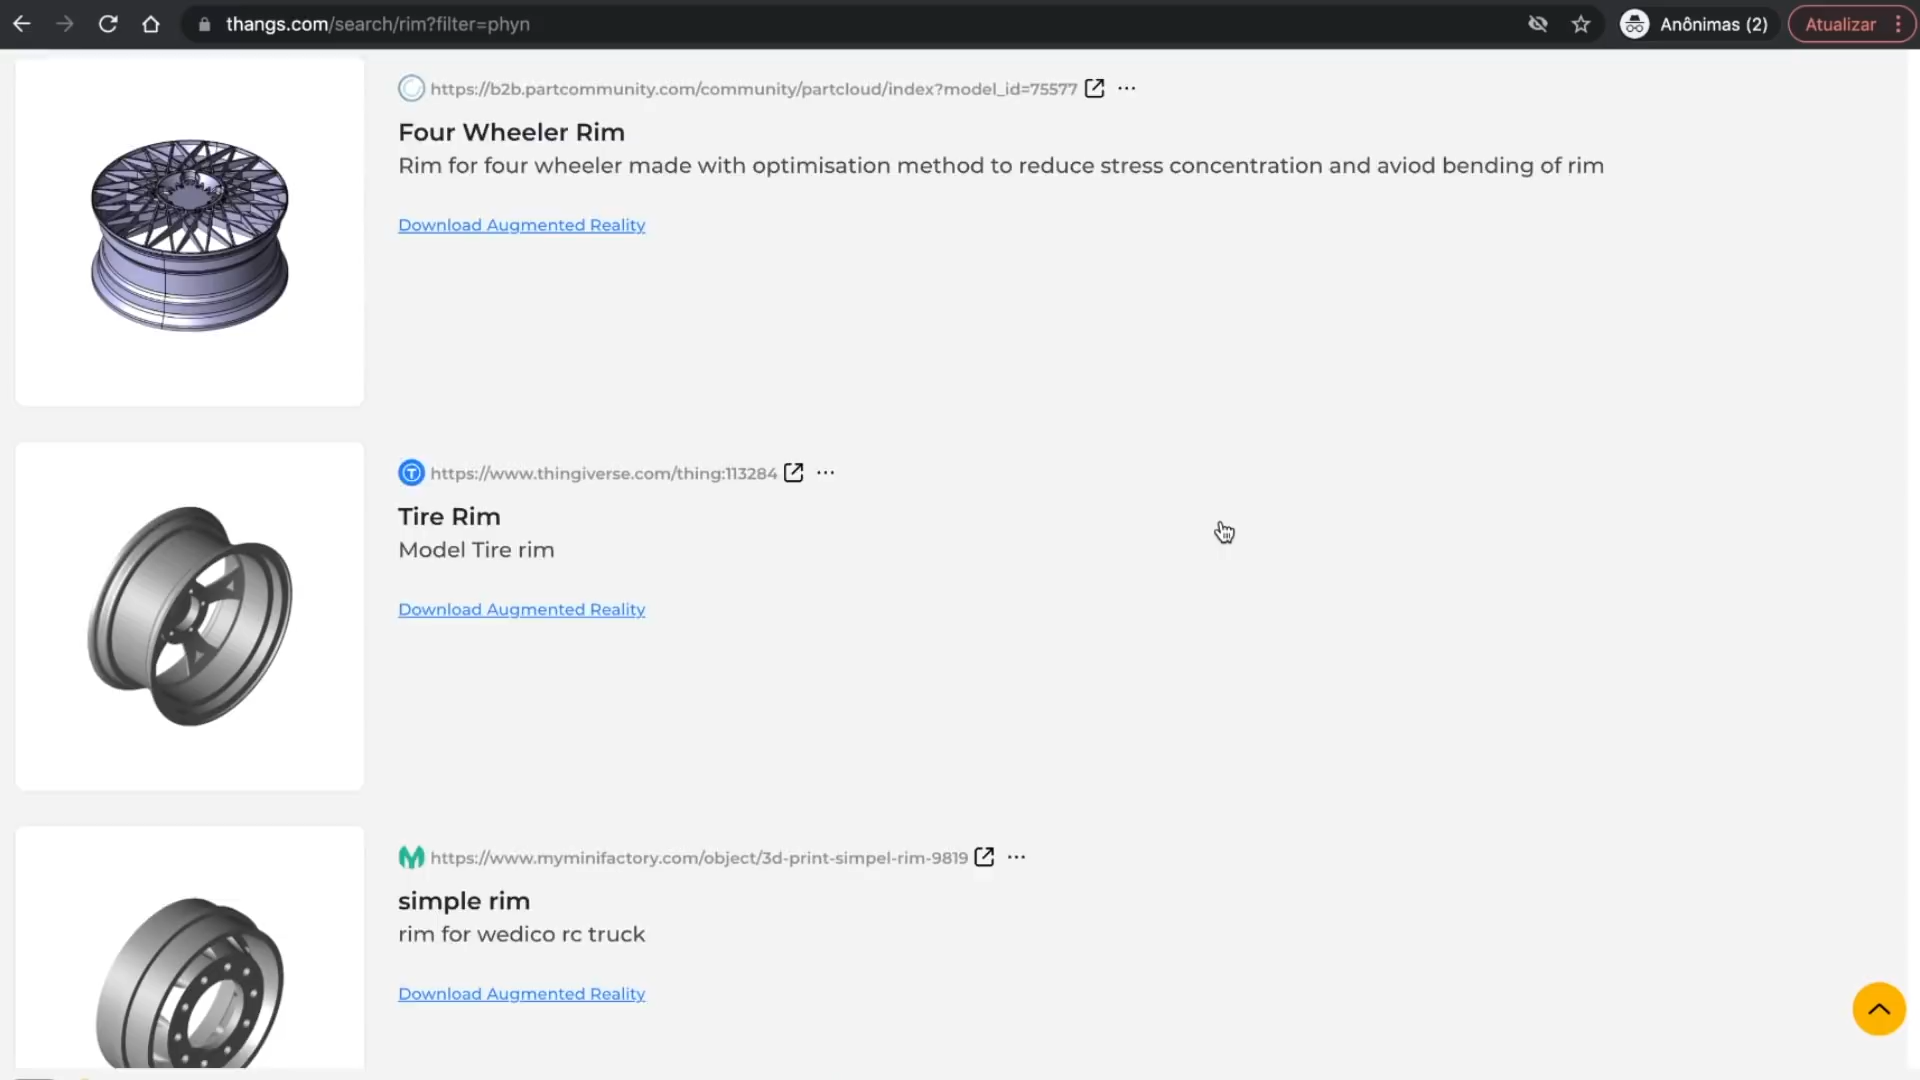 thangs.com/search/rim?filter=phyn
Anônimas (2)
Atualizar
https://b2b.partcommunity.com/community/partcloud/index?model_id=75577
Four Wheeler Rim
Rim for four wheeler made with optimisation method to reduce stress concentration and aviod bending of rim
Download Augmented Reality
https://www.thingiverse.com/thing:113284
Tire Rim
Model Tire rim
Download Augmented Reality
https://www.myminifactory.com/object/3d-print-simpel-rim-9819
simple rim
rim for wedico rc truck
Download Augmented Reality